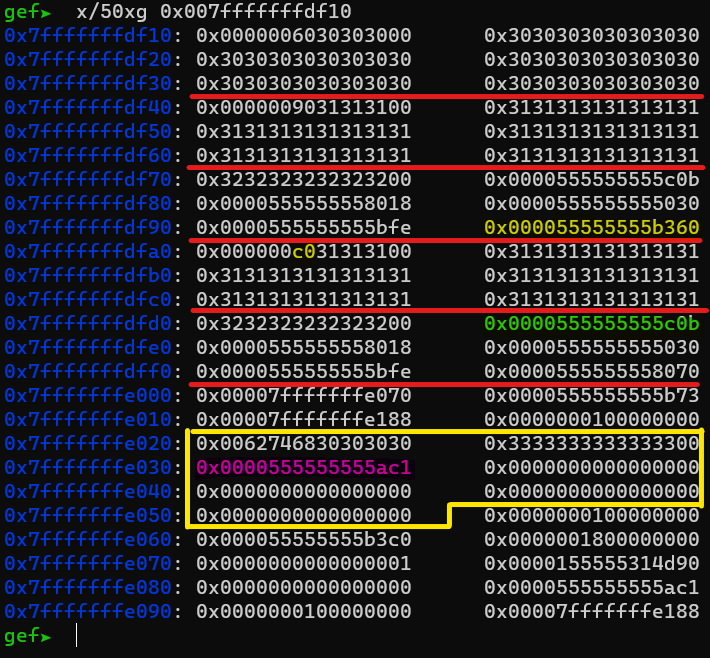 gef➤  x/50xg 0x007fffffffdf10
0x7fffffffdf10: 0x0000006030303000 0x3030303030303030
0x7fffffffdf20: 0x3030303030303030 0x3030303030303030
0x7fffffffdf30: 0x3030303030303030 0x3030303030303030
0x7fffffffdf40: 0x0000009031313100 0x3131313131313131
0x7fffffffdf50: 0x3131313131313131 0x3131313131313131
0x7fffffffdf60: 0x3131313131313131 0x3131313131313131
0x7fffffffdf70: 0x3232323232323200 0x0000555555555c0b
0x7fffffffdf80: 0x0000555555558018 0x0000555555555030
0x7fffffffdf90: 0x0000555555555bfe 0x000055555555b360
0x7fffffffdfa0: 0x000000c031313100 0x3131313131313131
0x7fffffffdfb0: 0x3131313131313131 0x3131313131313131
0x7fffffffdfc0: 0x3131313131313131 0x3131313131313131
0x7fffffffdfd0: 0x3232323232323200 0x0000555555555c0b
0x7fffffffdfe0: 0x0000555555558018 0x0000555555555030
0x7fffffffdff0: 0x0000555555555bfe 0x0000555555558070
0x7fffffffe000: 0x00007fffffffe070 0x0000555555555b73
0x7fffffffe010: 0x00007fffffffe188 0x0000000100000000
0x7fffffffe020: 0x0062746830303030 0x3333333333333300
0x7fffffffe030: 0x0000555555555ac1 0x0000000000000000
0x7fffffffe040: 0x0000000000000000 0x0000000000000000
0x7fffffffe050: 0x0000000000000000 0x0000000100000000
0x7fffffffe060: 0x000055555555b3c0 0x0000001800000000
0x7fffffffe070: 0x0000000000000001 0x0000155555314d90
0x7fffffffe080: 0x0000000000000000 0x0000555555555ac1
0x7fffffffe090: 0x0000000100000000 0x00007fffffffe188
gef➤